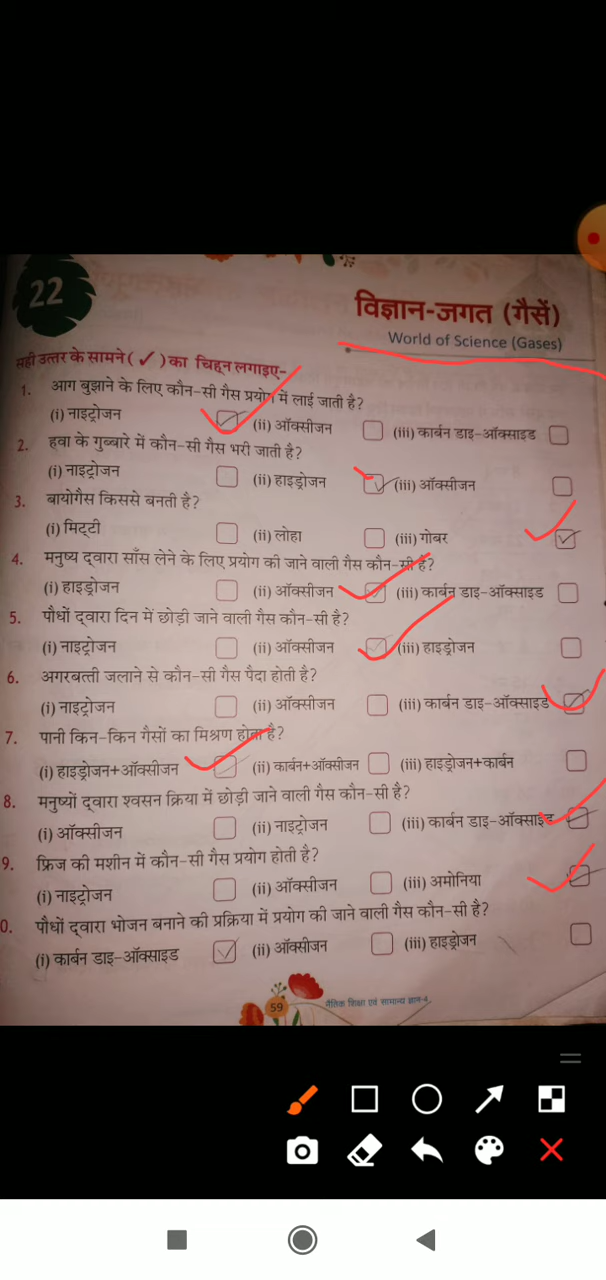 22
विज्ञान-जगत (गैसें)
World of Science (Gases)
सही उत्तर के सामने ( ✓ ) का चिह्न लगाइए-
1. आग बुझाने के लिए कौन-सी गैस प्रयोग में लाई जाती है?
(i) नाइट्रोजन (ii) ऑक्सीजन (iii) कार्बन डाइ-ऑक्साइड
2. हवा के गुब्बारे में कौन-सी गैस भरी जाती है?
(i) नाइट्रोजन (ii) हाइड्रोजन (iii) ऑक्सीजन
3. बायोगैस किससे बनती है?
(i) मिट्टी (ii) लोहा (iii) गोबर
4. मनुष्य द्वारा साँस लेने के लिए प्रयोग की जाने वाली गैस कौन-सी है?
(i) हाइड्रोजन (ii) ऑक्सीजन (iii) कार्बन डाइ-ऑक्साइड
5. पौधों द्वारा दिन में छोड़ी जाने वाली गैस कौन-सी है?
(i) नाइट्रोजन (ii) ऑक्सीजन (iii) हाइड्रोजन
6. अगरबत्ती जलाने से कौन-सी गैस पैदा होती है?
(i) नाइट्रोजन (ii) ऑक्सीजन (iii) कार्बन डाइ-ऑक्साइड
7. पानी किन-किन गैसों का मिश्रण होता है?
(i) हाइड्रोजन+ऑक्सीजन (ii) कार्बन+ऑक्सीजन (iii) हाइड्रोजन+कार्बन
8. मनुष्यों द्वारा श्वसन क्रिया में छोड़ी जाने वाली गैस कौन-सी है?
(i) ऑक्सीजन (ii) नाइट्रोजन (iii) कार्बन डाइ-ऑक्साइड
9. फ्रिज की मशीन में कौन-सी गैस प्रयोग होती है?
(i) नाइट्रोजन (ii) ऑक्सीजन (iii) अमोनिया
0. पौधों द्वारा भोजन बनाने की प्रक्रिया में प्रयोग की जाने वाली गैस कौन-सी है?
(i) कार्बन डाइ-ऑक्साइड (ii) ऑक्सीजन (iii) हाइड्रोजन
59
नैतिक शिक्षा एवं सामान्य ज्ञान-4